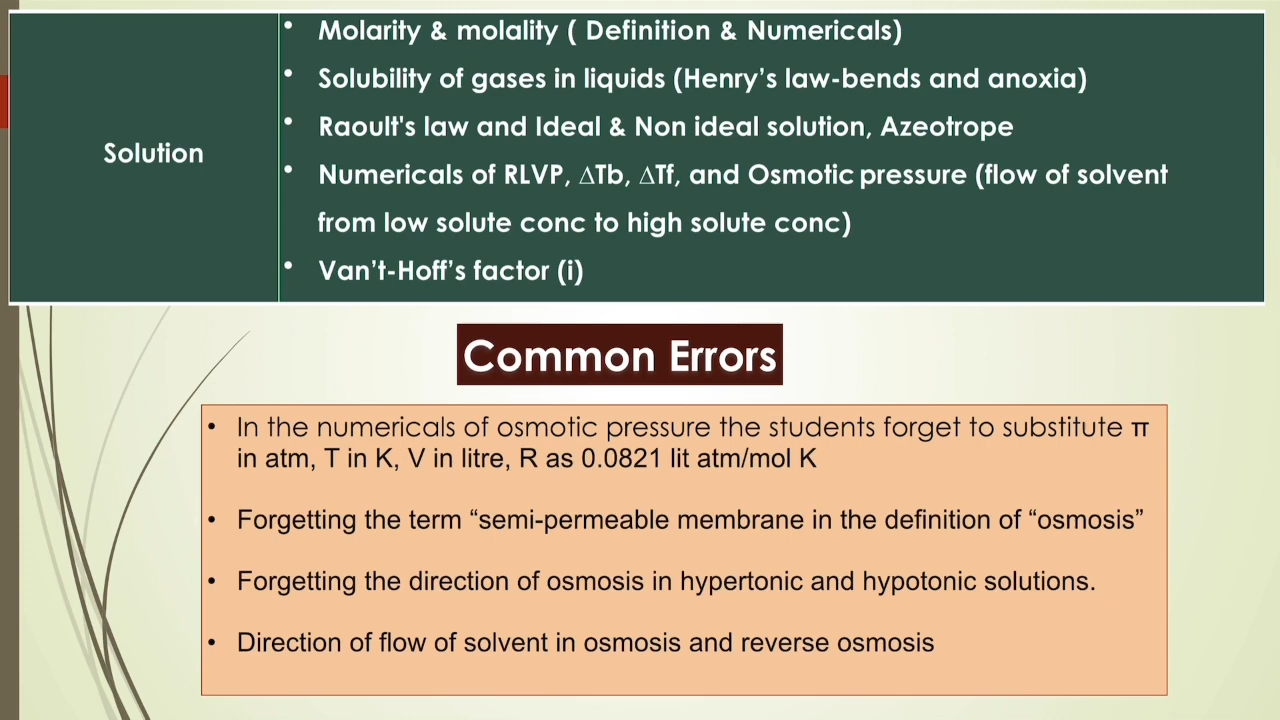 Solution
• Molarity & molality ( Definition & Numericals)
• Solubility of gases in liquids (Henry’s law-bends and anoxia)
• Raoult's law and Ideal & Non ideal solution, Azeotrope
• Numericals of RLVP, ∆Tb, ∆Tf, and Osmotic pressure (flow of solvent
from low solute conc to high solute conc)
• Van’t-Hoff’s factor (i)
Common Errors
• In the numericals of osmotic pressure the students forget to substitute π
in atm, T in K, V in litre, R as 0.0821 lit atm/mol K
• Forgetting the term “semi-permeable membrane in the definition of “osmosis”
• Forgetting the direction of osmosis in hypertonic and hypotonic solutions.
• Direction of flow of solvent in osmosis and reverse osmosis